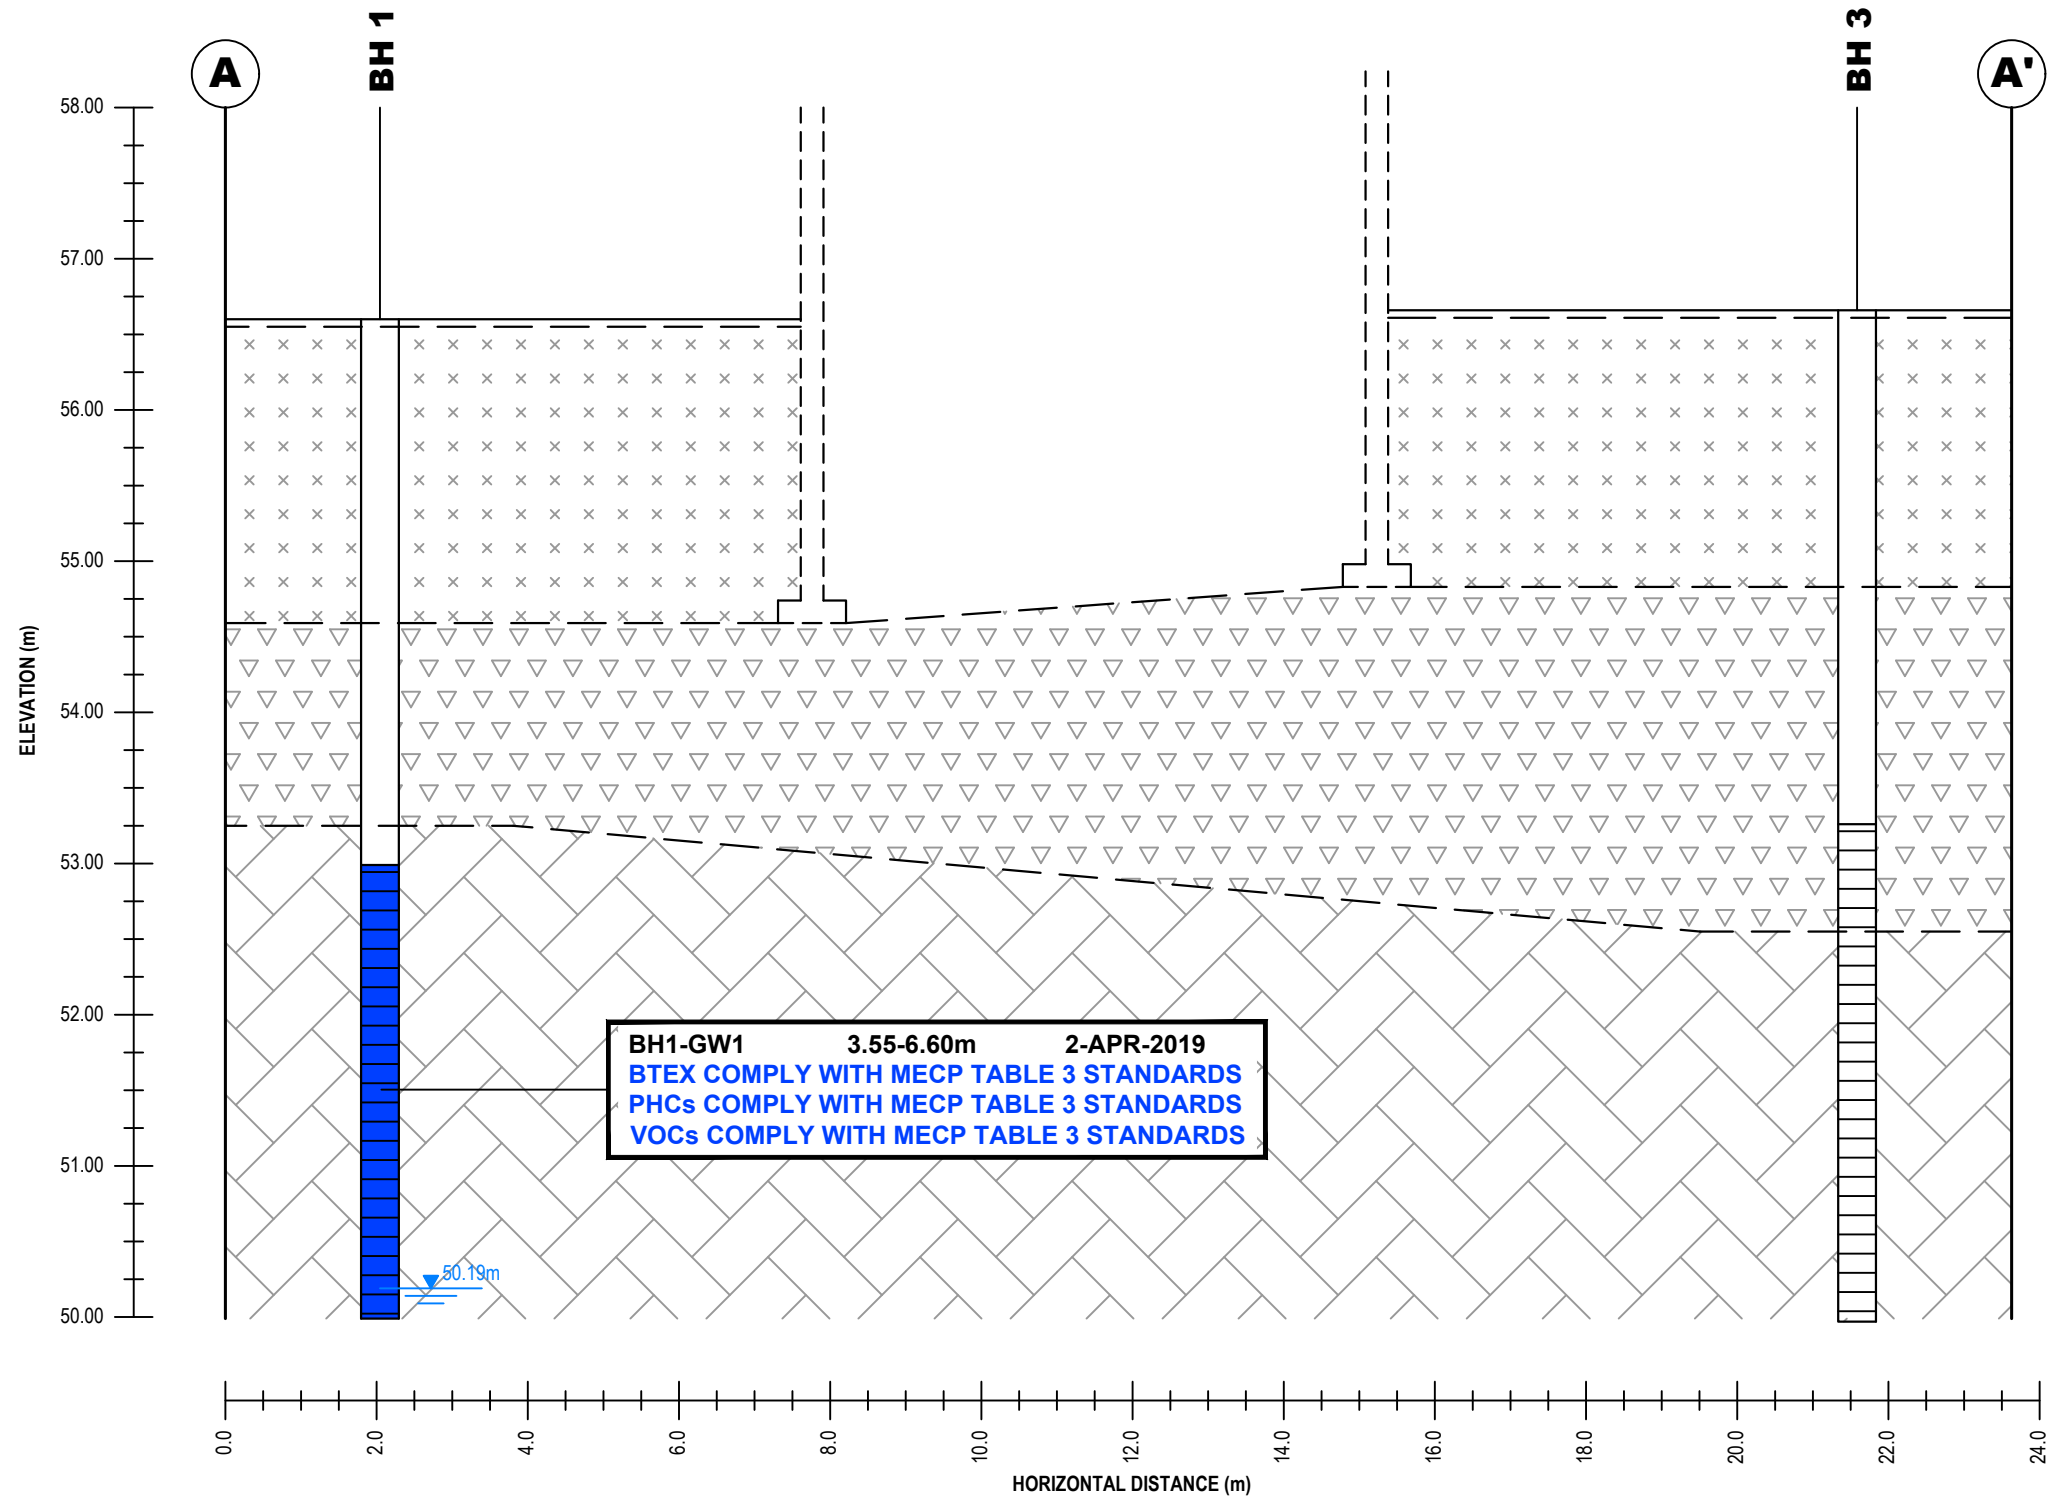 A
BH 1
BH 3
A'
58.00
57.00
56.00
55.00
54.00
53.00
52.00
51.00
50.00
ELEVATION (m)
BH1-GW1 3.55-6.60m 2-APR-2019
BTEX COMPLY WITH MECP TABLE 3 STANDARDS
PHCs COMPLY WITH MECP TABLE 3 STANDARDS
VOCs COMPLY WITH MECP TABLE 3 STANDARDS
50.19m
0.0 2.0 4.0 6.0 8.0 10.0 12.0 14.0 16.0 18.0 20.0 22.0 24.0
HORIZONTAL DISTANCE (m)